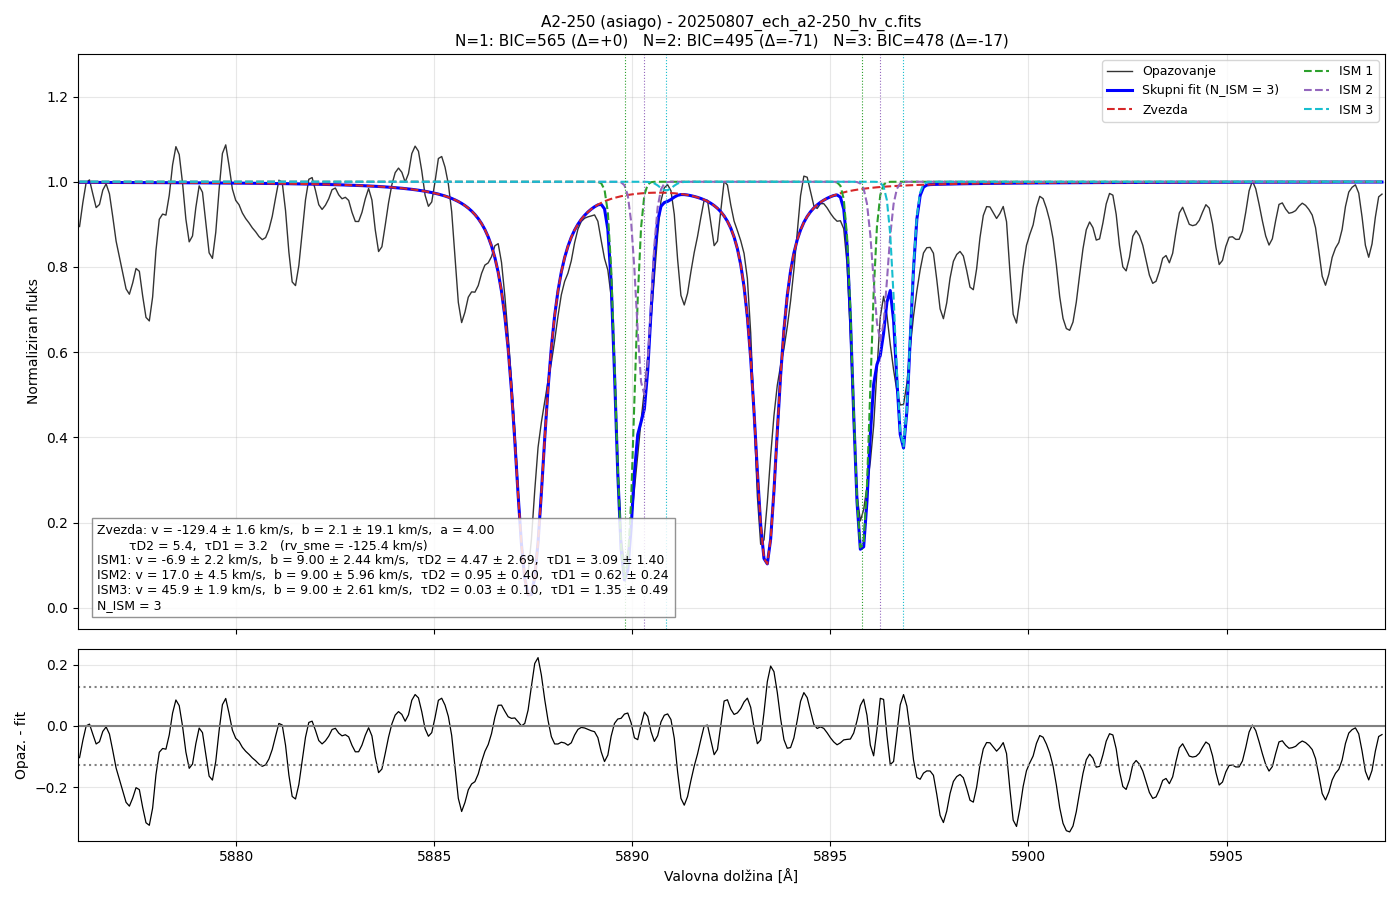 A2-250 (asiago) - 20250807_ech_a2-250_hv_c.fits
N=1: BIC=565 (Δ=+0)   N=2: BIC=495 (Δ=-71)   N=3: BIC=478 (Δ=-17)
Opazovanje
Skupni fit (N_ISM = 3)
Zvezda
ISM 1
ISM 2
ISM 3
Normaliziran fluks
1.2
1.0
0.8
0.6
0.4
0.2
0.0
Zvezda: v = -129.4 ± 1.6 km/s,  b = 2.1 ± 19.1 km/s,  a = 4.00
τD2 = 5.4,  τD1 = 3.2   (rv_sme = -125.4 km/s)
ISM1: v = -6.9 ± 2.2 km/s,  b = 9.00 ± 2.44 km/s,  τD2 = 4.47 ± 2.69,  τD1 = 3.09 ± 1.40
ISM2: v = 17.0 ± 4.5 km/s,  b = 9.00 ± 5.96 km/s,  τD2 = 0.95 ± 0.40,  τD1 = 0.62 ± 0.24
ISM3: v = 45.9 ± 1.9 km/s,  b = 9.00 ± 2.61 km/s,  τD2 = 0.03 ± 0.10,  τD1 = 1.35 ± 0.49
N_ISM = 3
Opaz. - fit
0.2
0.0
−0.2
5880
5885
5890
5895
5900
5905
Valovna dolžina [Å]